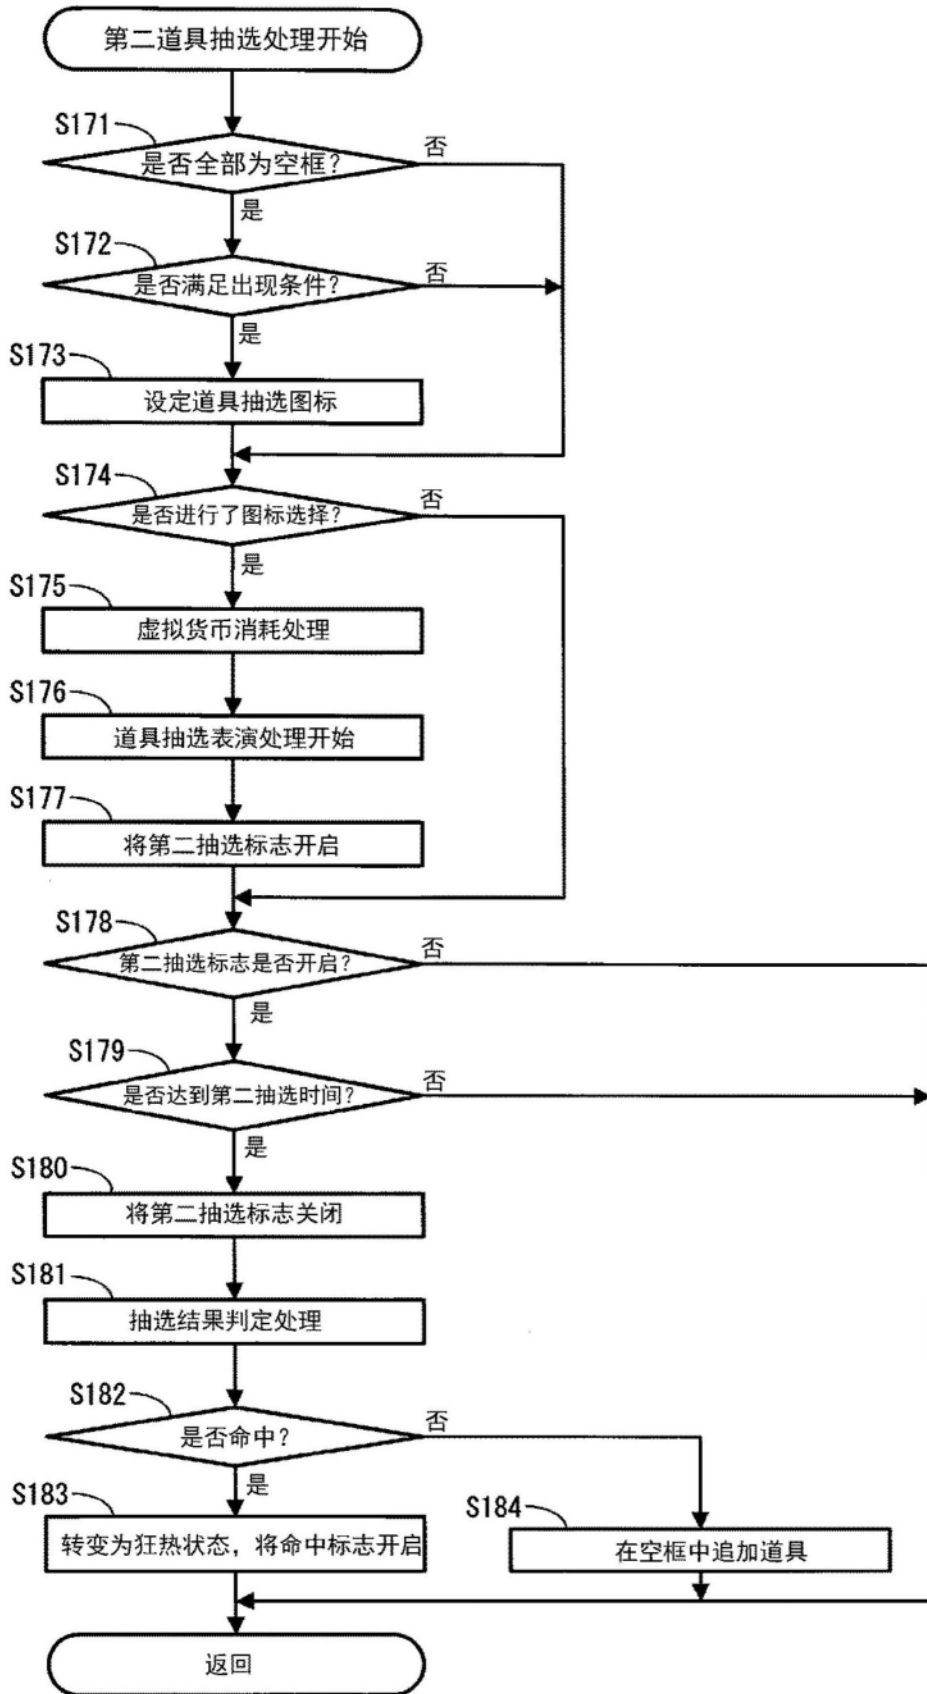 第二道具抽选处理开始
S171
是否全部为空框？
否
是
S172
是否满足出现条件？
否
是
S173
设定道具抽选图标
S174
是否进行了图标选择？
否
是
S175
虚拟货币消耗处理
S176
道具抽选表演处理开始
S177
将第二抽选标志开启
S178
第二抽选标志是否开启？
否
是
S179
是否达到第二抽选时间？
否
是
S180
将第二抽选标志关闭
S181
抽选结果判定处理
S182
是否命中？
否
是
S183
转变为狂热状态，将命中标志开启
S184
在空框中追加道具
返回